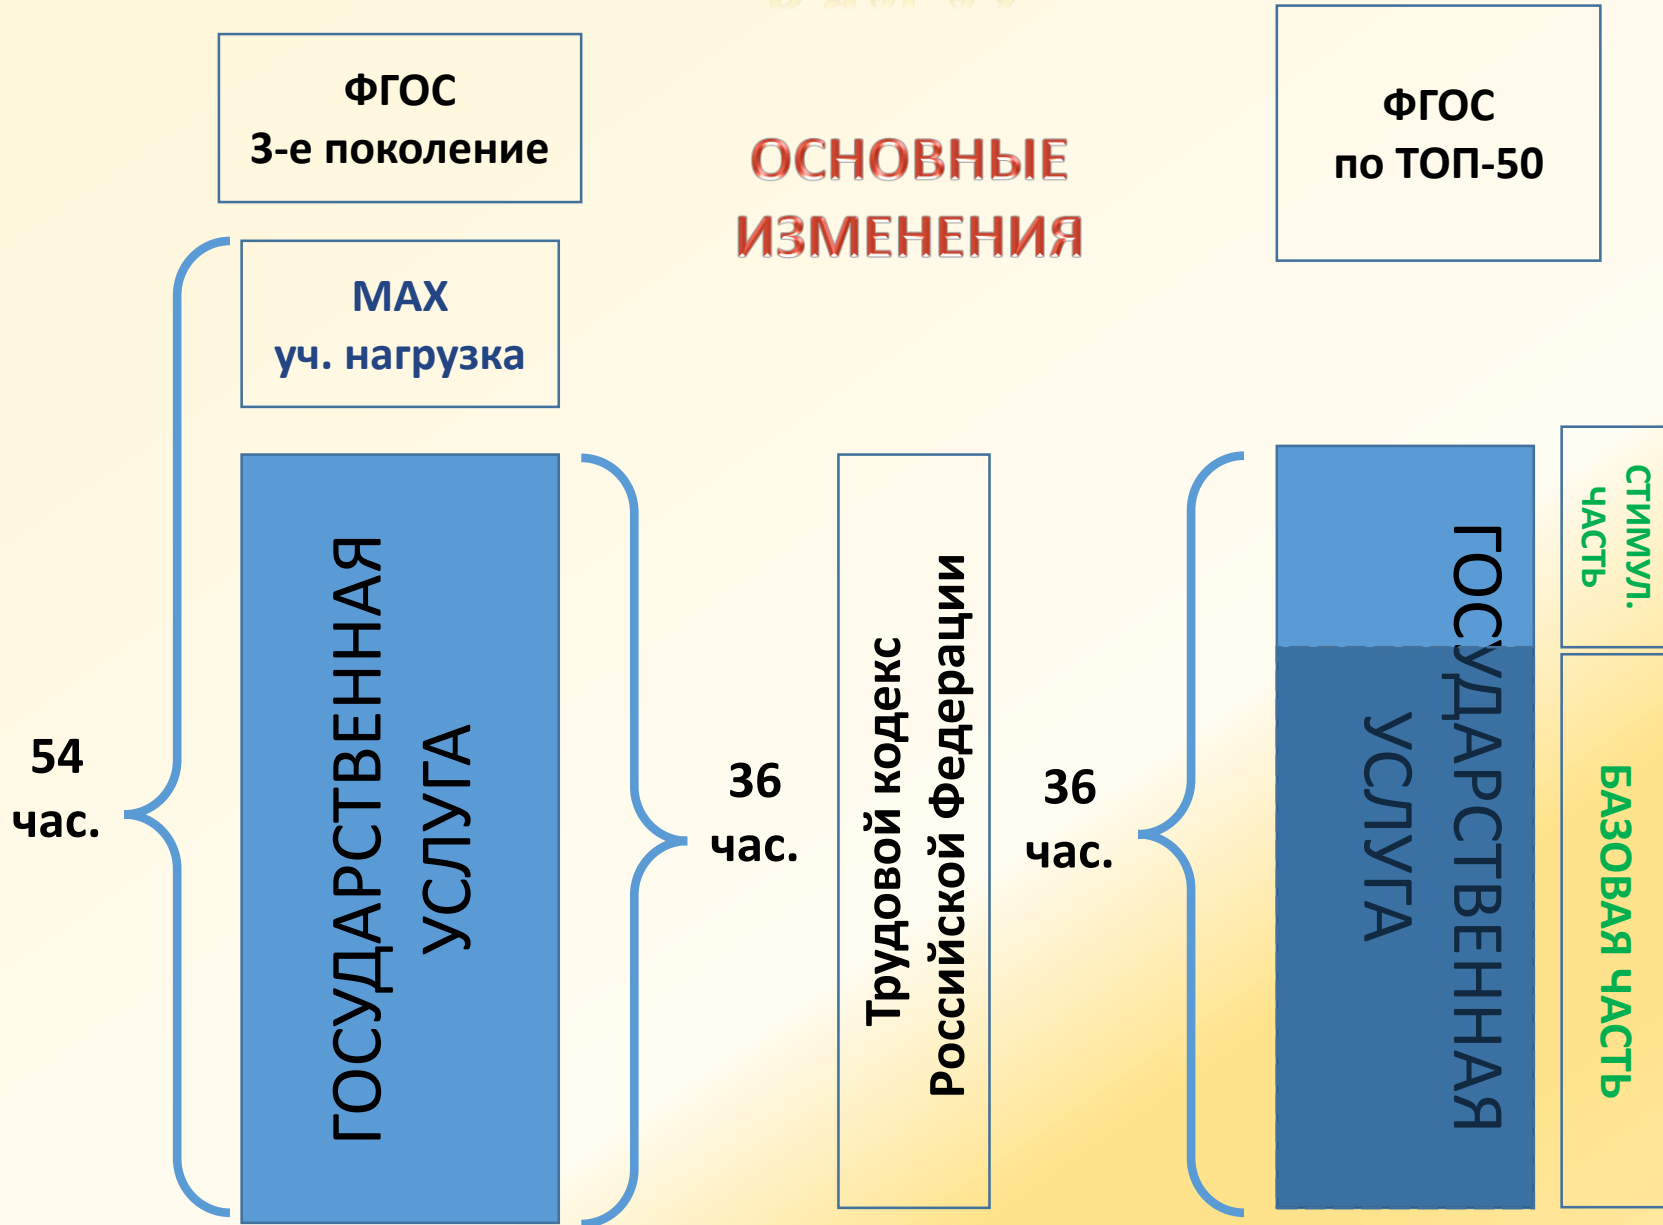 ФГОС
3-е поколение
ОСНОВНЫЕ
ИЗМЕНЕНИЯ
ФГОС
по ТОП-50
MAX
уч. нагрузка
54
час.
ГОСУДАРСТВЕННАЯ
УСЛУГА
36
час.
Трудовой кодекс
Российской Федерации
36
час.
ГОСУДАРСТВЕННАЯ
УСЛУГА
СТИМУЛ.
ЧАСТЬ
БАЗОВАЯ ЧАСТЬ